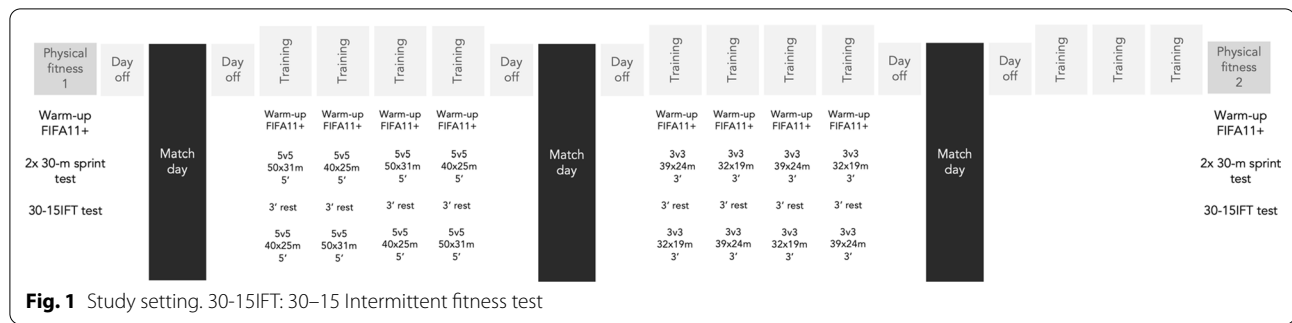 Physical
fitness
1
Day
off
Day
off
Training
Training
Training
Training
Day
off
Day
off
Training
Training
Training
Training
Day
off
Day
off
Training
Training
Training
Physical
fitness
2
Warm-up
FIFA11+
2x 30-m sprint
test
30-15IFT test
Match
day
Warm-up
FIFA11+
5v5
50x31m
5'
3' rest
5v5
40x25m
5'
Warm-up
FIFA11+
5v5
40x25m
5'
3' rest
5v5
50x31m
5'
Warm-up
FIFA11+
5v5
50x31m
5'
3' rest
5v5
40x25m
5'
Warm-up
FIFA11+
5v5
40x25m
5'
3' rest
5v5
50x31m
5'
Match
day
Warm-up
FIFA11+
3v3
39x24m
3'
3' rest
3v3
32x19m
3'
Warm-up
FIFA11+
3v3
32x19m
3'
3' rest
3v3
39x24m
3'
Warm-up
FIFA11+
3v3
39x24m
3'
3' rest
3v3
32x19m
3'
Warm-up
FIFA11+
3v3
32x19m
3'
3' rest
3v3
39x24m
3'
Match
day
Warm-up
FIFA11+
2x 30-m sprint
test
30-15IFT test
Fig. 1 Study setting. 30-15IFT: 30–15 Intermittent fitness test